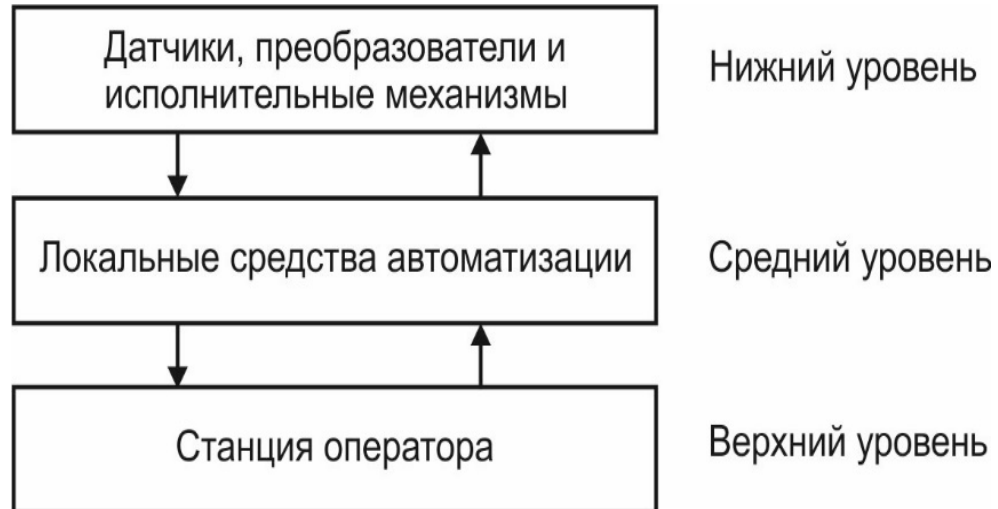 Датчики, преобразователи и
исполнительные механизмы
Нижний уровень
Локальные средства автоматизации
Средний уровень
Станция оператора
Верхний уровень